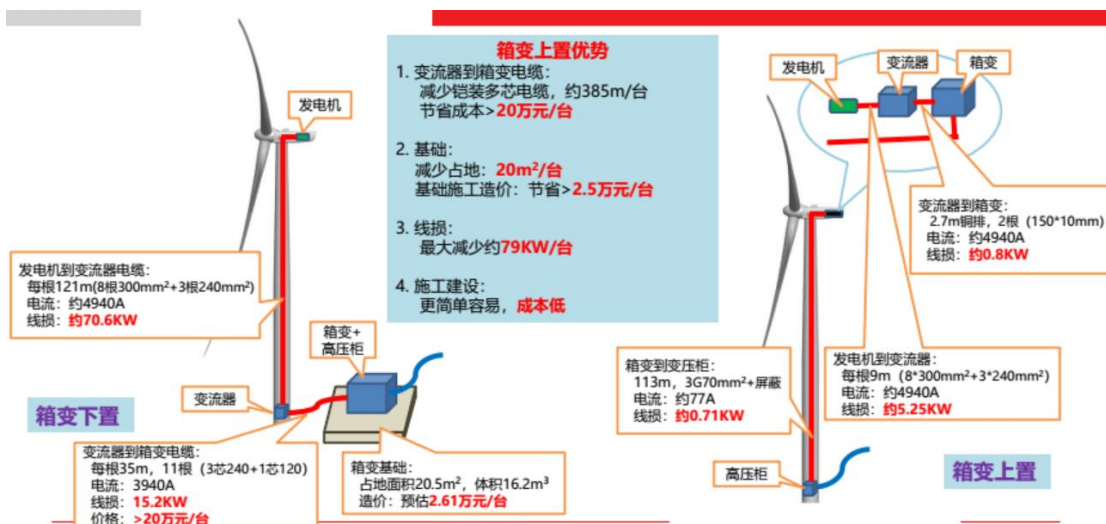 箱变上置优势
1. 变流器到箱变电缆：
减少铠装多芯电缆，约385m/台
节省成本>20万元/台
2. 基础：
减少占地：20m²/台
基础施工造价：节省>2.5万元/台
3. 线损：
最大减少约79KW/台
4. 施工建设：
更简单容易，成本低
发电机
发电机到变流器电缆：
每根121m(8根300mm²+3根240mm²)
电流：约4940A
线损：约70.6KW
箱变+
高压柜
变流器
箱变下置
变流器到箱变电缆：
每根35m，11根（3芯240+1芯120）
电流：3940A
线损：15.2KW
价格：>20万元/台
箱变基础：
占地面积20.5m²，体积16.2m³
造价：预估2.61万元/台
发电机
变流器
箱变
变流器到箱变：
2.7m铜排，2根（150*10mm）
电流：约4940A
线损：约0.8KW
箱变到变压柜：
113m，3G70mm²+屏蔽
电流：约77A
线损：约0.71KW
发电机到变流器：
每根9m（8*300mm²+3*240mm²）
电流：约4940A
线损：约5.25KW
高压柜
箱变上置